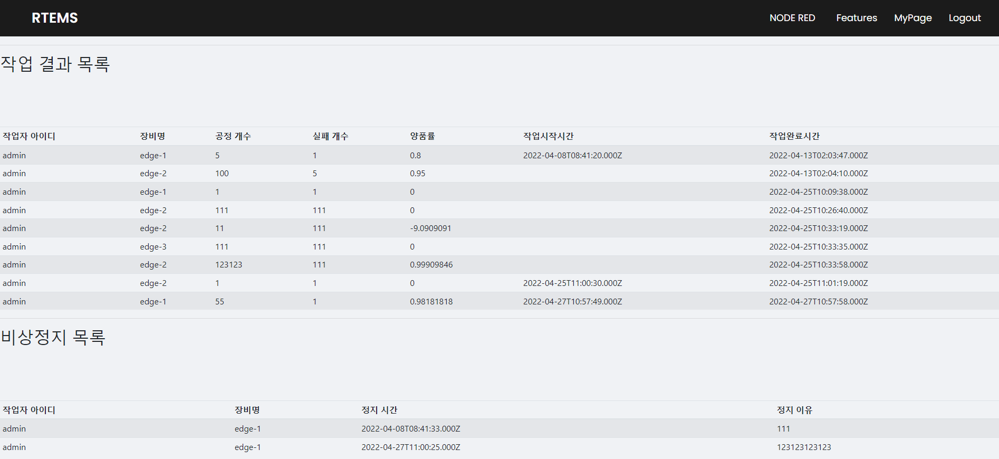 RTEMS NODE RED Features MyPage Logout
작업 결과 목록
작업자 아이디 장비명 공정 개수 실패 개수 양품률 작업시작시간 작업완료시간
admin edge-1 5 1 0.8 2022-04-08T08:41:20.000Z 2022-04-13T02:03:47.000Z
admin edge-2 100 5 0.95 2022-04-13T02:04:10.000Z
admin edge-1 1 1 0 2022-04-25T10:09:38.000Z
admin edge-2 111 111 0 2022-04-25T10:26:40.000Z
admin edge-2 11 111 -9.0909091 2022-04-25T10:33:19.000Z
admin edge-3 111 111 0 2022-04-25T10:33:35.000Z
admin edge-2 123123 111 0.99909846 2022-04-25T10:33:58.000Z
admin edge-2 1 1 0 2022-04-25T11:00:30.000Z 2022-04-25T11:01:19.000Z
admin edge-1 55 1 0.98181818 2022-04-27T10:57:49.000Z 2022-04-27T10:57:58.000Z
비상정지 목록
작업자 아이디 장비명 정지 시간 정지 이유
admin edge-1 2022-04-08T08:41:33.000Z 111
admin edge-1 2022-04-27T11:00:25.000Z 123123123123